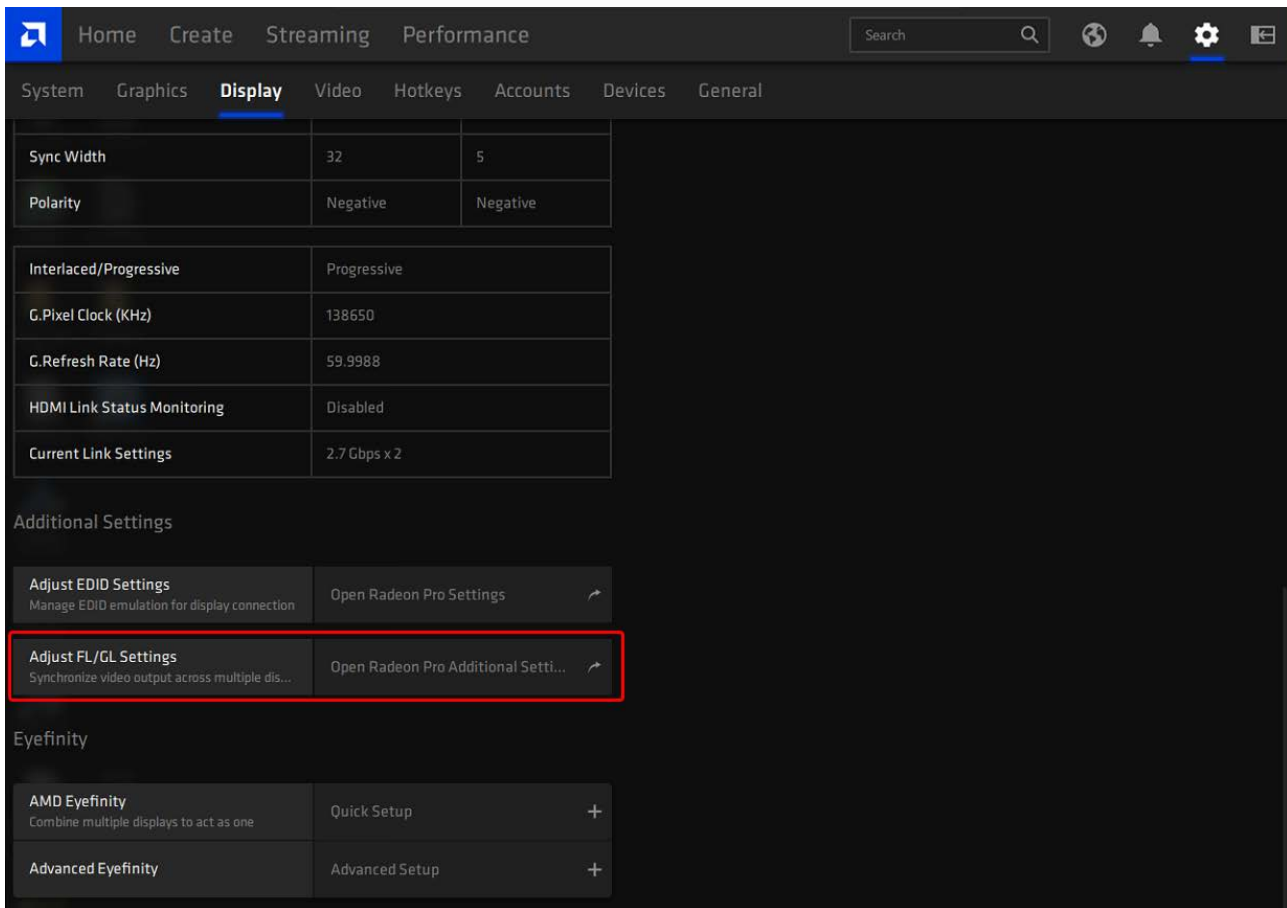 Home Create Streaming Performance Search
System Graphics Display Video Hotkeys Accounts Devices General
Sync Width 32 5
Polarity Negative Negative
Interlaced/Progressive Progressive
G.Pixel Clock (KHz) 138650
G.Refresh Rate (Hz) 59.9988
HDMI Link Status Monitoring Disabled
Current Link Settings 2.7 Gbps x 2
Additional Settings
Adjust EDID Settings
Manage EDID emulation for display connection
Open Radeon Pro Settings
Adjust FL/GL Settings
Synchronize video output across multiple dis...
Open Radeon Pro Additional Setti...
Eyefinity
AMD Eyefinity
Combine multiple displays to act as one
Quick Setup
Advanced Eyefinity Advanced Setup